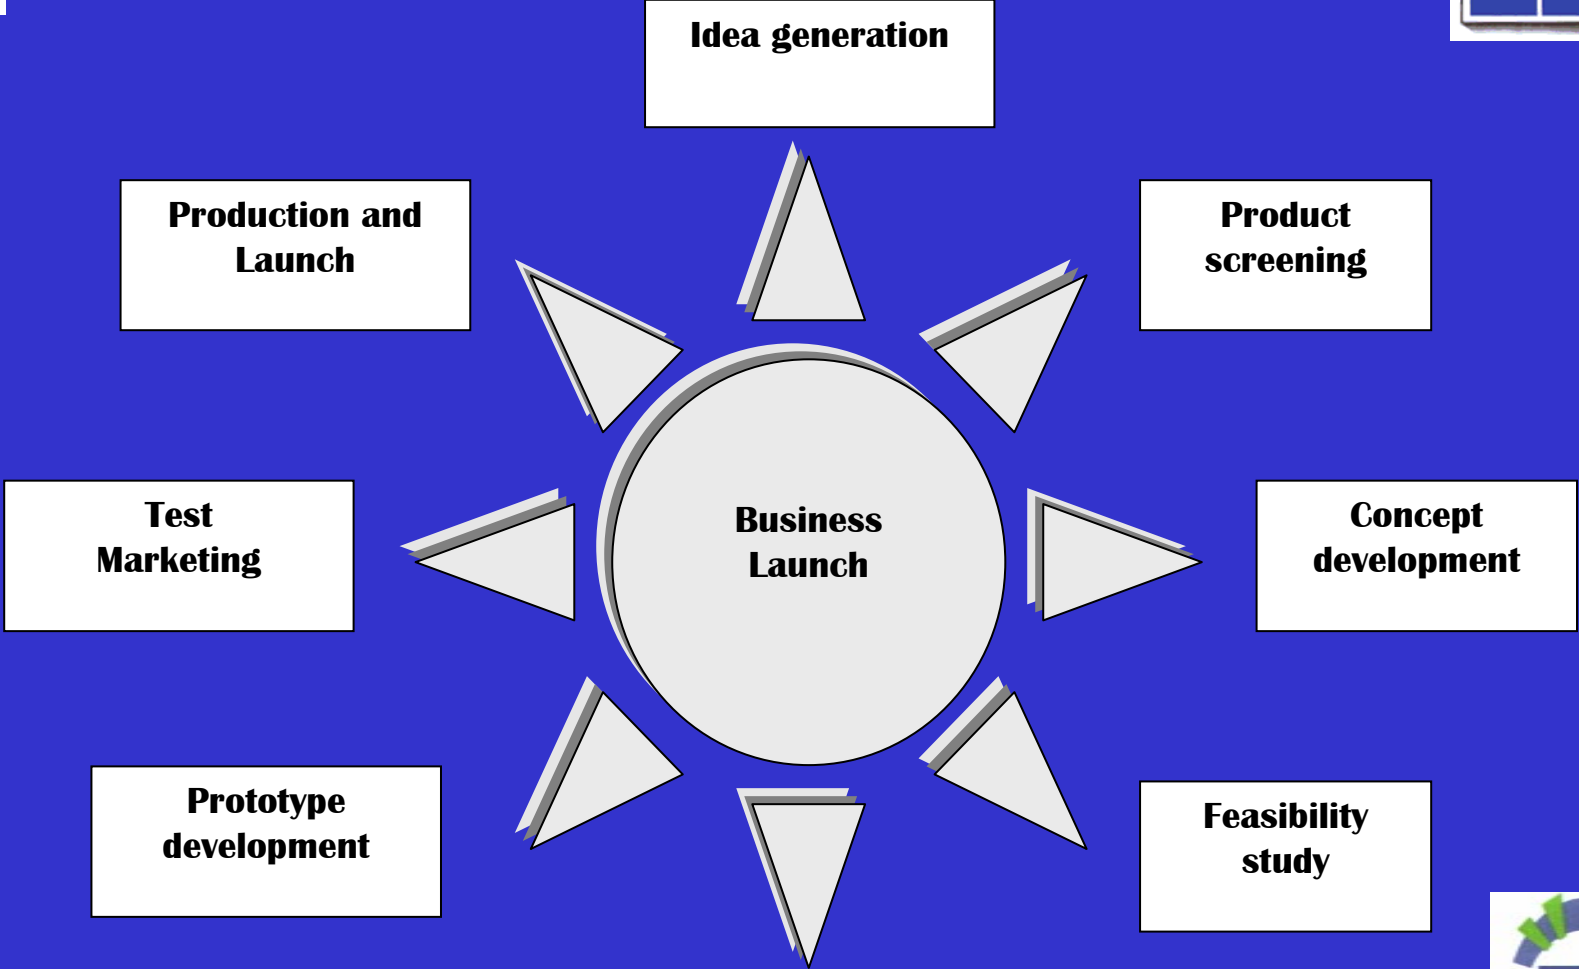 Idea generation
Product
screening
Concept
development
Feasibility
study
Prototype
development
Test
Marketing
Production and
Launch
Business
Launch